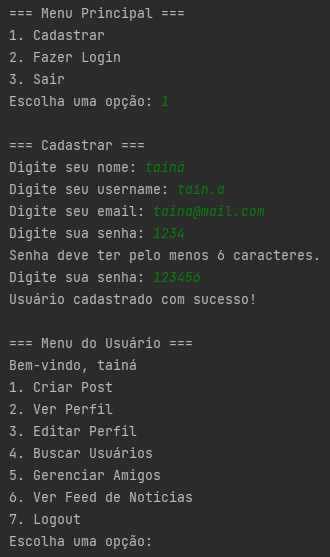 === Menu Principal ===
1. Cadastrar
2. Fazer Login
3. Sair
Escolha uma opção: 1
=== Cadastrar ===
Digite seu nome: tainá
Digite seu username: tain.a
Digite seu email: taina@mail.com
Digite sua senha: 1234
Senha deve ter pelo menos 6 caracteres.
Digite sua senha: 123456
Usuário cadastrado com sucesso!
=== Menu do Usuário ===
Bem-vindo, tainá
1. Criar Post
2. Ver Perfil
3. Editar Perfil
4. Buscar Usuários
5. Gerenciar Amigos
6. Ver Feed de Notícias
7. Logout
Escolha uma opção: